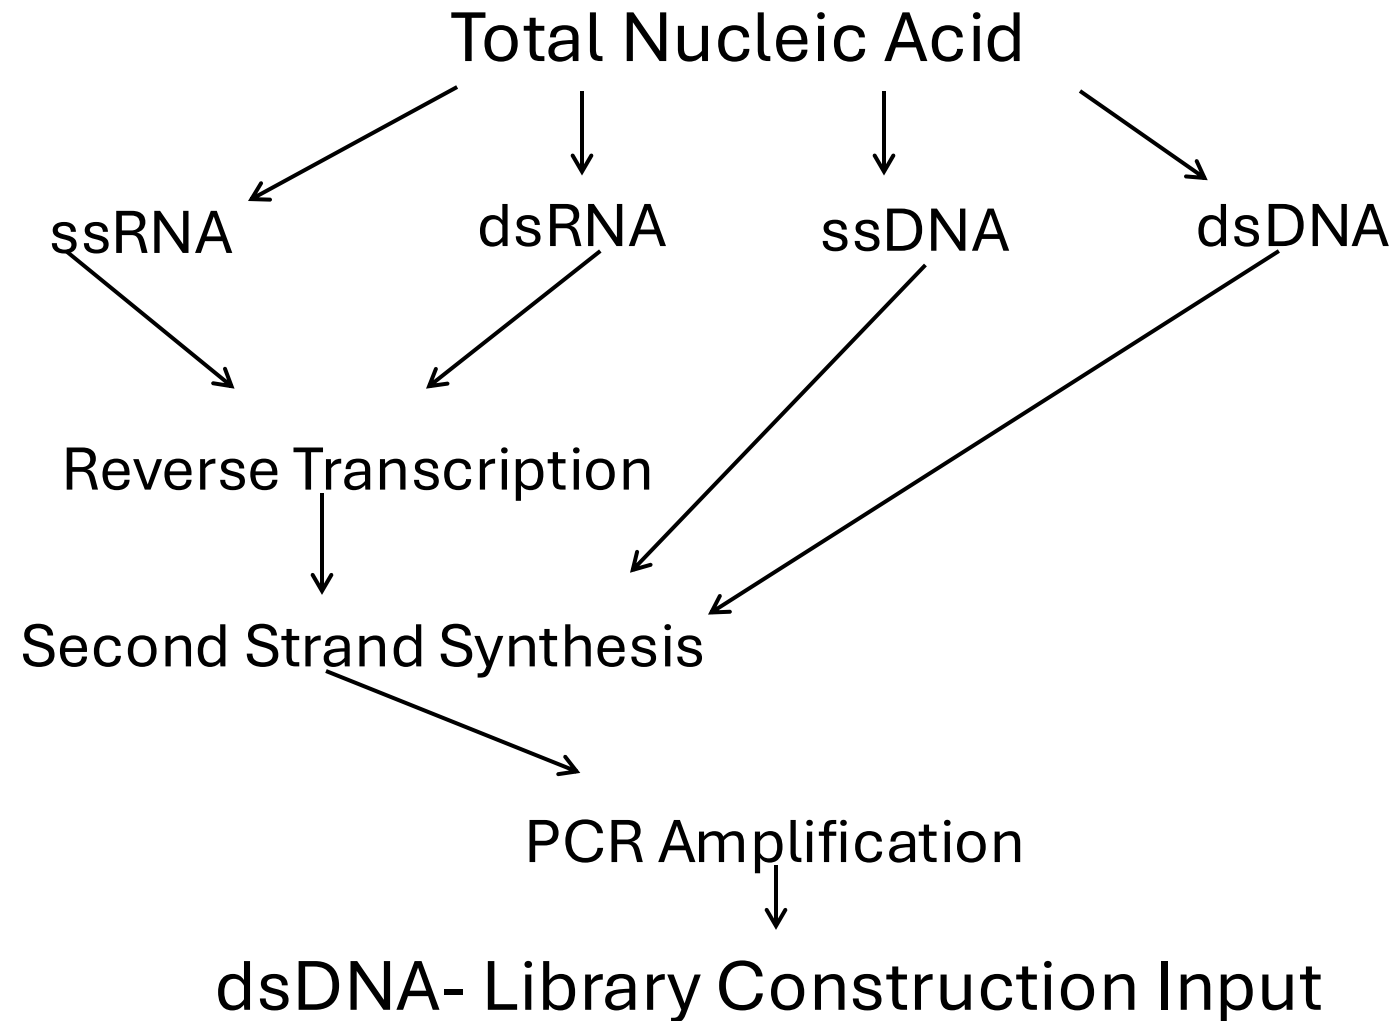 Total Nucleic Acid
ssRNA
dsRNA
ssDNA
dsDNA
Reverse Transcription
Second Strand Synthesis
PCR Amplification
dsDNA- Library Construction Input